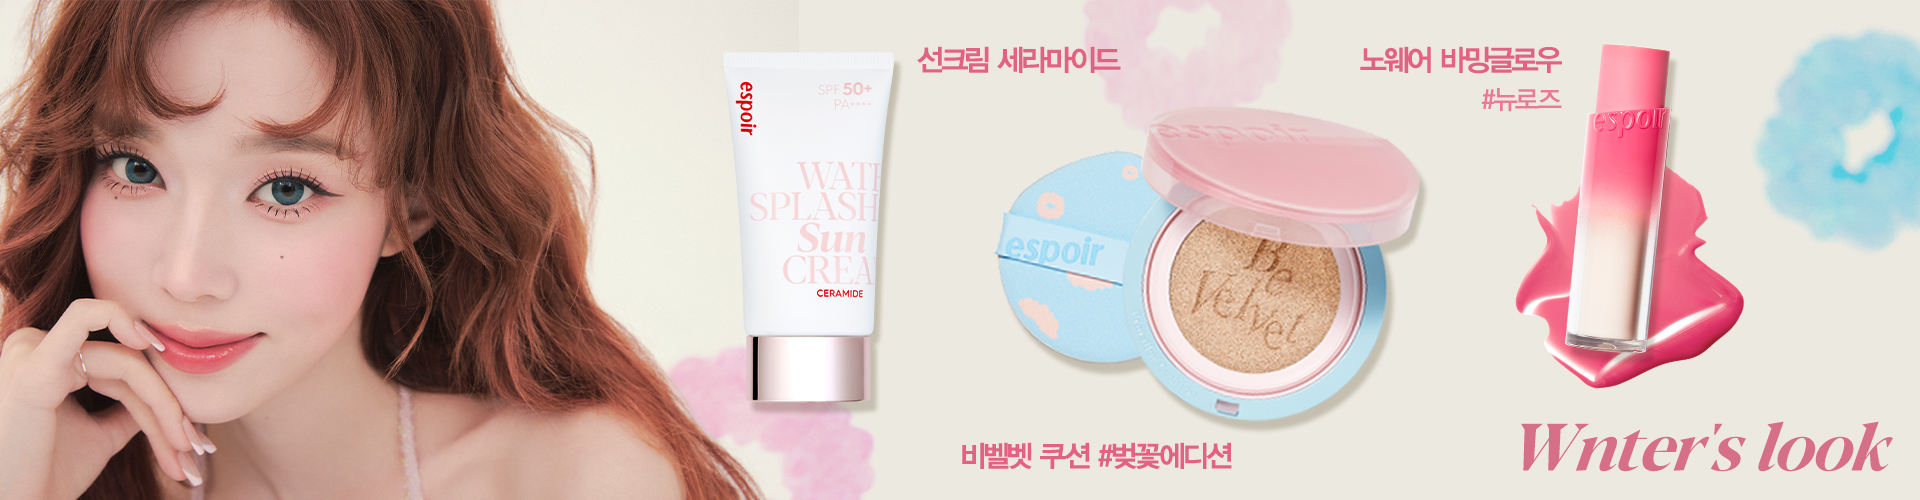 espoir
SPF 50+
PA++++
WATE
SPLASH
Sun
CREA
CERAMIDE
선크림 세라마이드
espoir
espoir
Be
Velvet
비벨벳 쿠션 #벚꽃에디션
노웨어 바밍글로우
#뉴로즈
espoir
Wnter's look